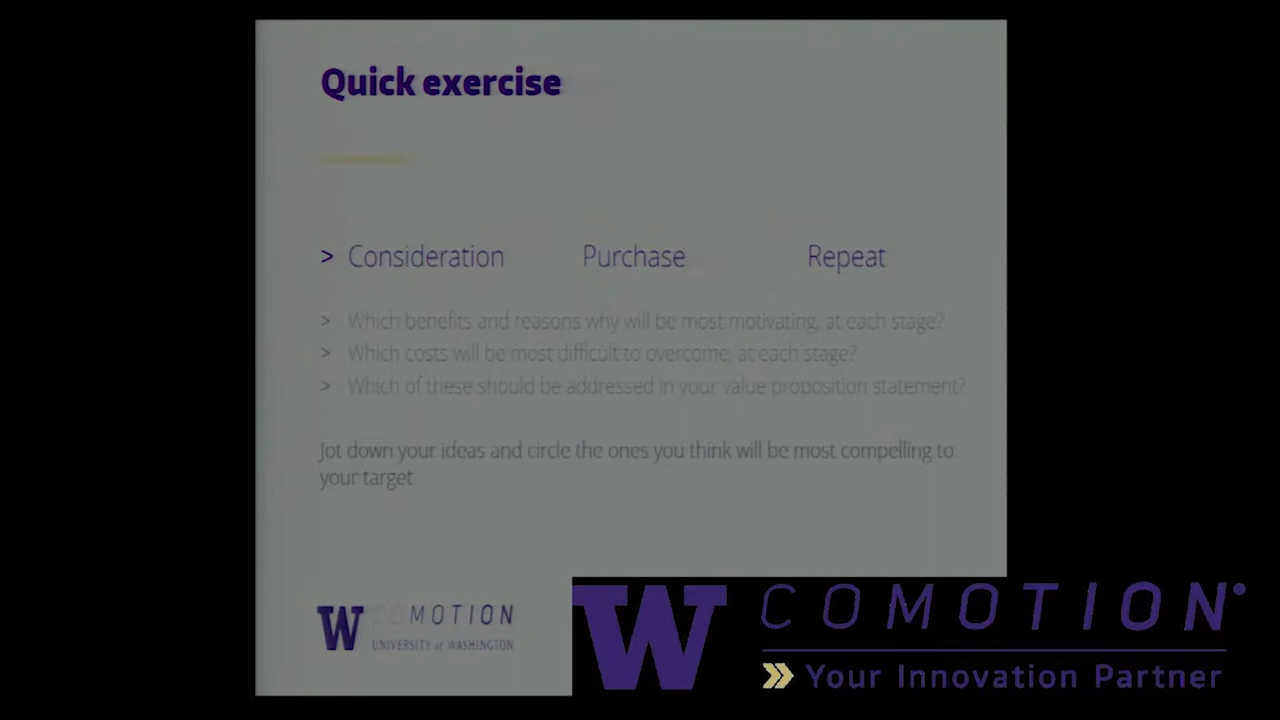 Quick exercise
> Consideration Purchase Repeat
> Which benefits and reasons why will be most motivating, at each stage?
> Which costs will be most difficult to overcome, at each stage?
> Which of these should be addressed in your value proposition statement?
Jot down your ideas and circle the ones you think will be most compelling to
your target
W COMOTION
UNIVERSITY of WASHINGTON
W COMOTION
Your Innovation Partner